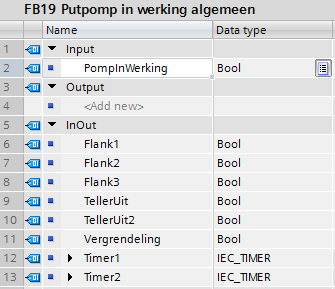 FB19 Putpomp in werking algemeen
Name Data type
1 Input
2 PompInWerking Bool
3 Output
4 <Add new>
5 InOut
6 Flank1 Bool
7 Flank2 Bool
8 Flank3 Bool
9 TellerUit Bool
10 TellerUit2 Bool
11 Vergrendeling Bool
12 Timer1 IEC_TIMER
13 Timer2 IEC_TIMER